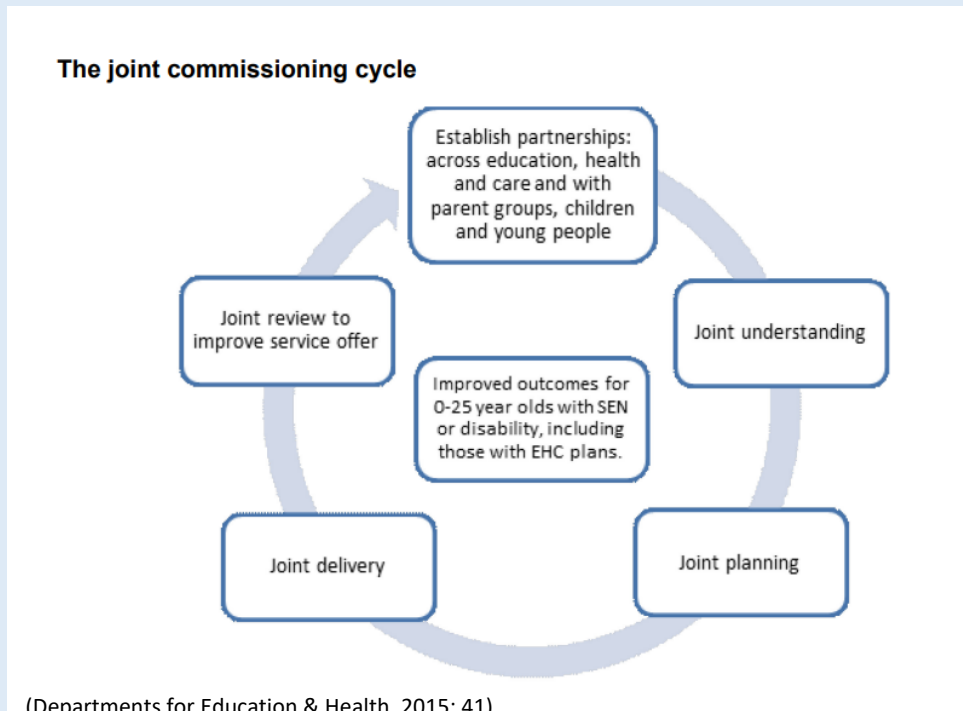 The joint commissioning cycle
Establish partnerships:
across education, health
and care and with
parent groups, children
and young people
Joint understanding
Joint planning
Joint delivery
Joint review to
improve service offer
Improved outcomes for
0-25 year olds with SEN
or disability, including
those with EHC plans.
(Departments for Education & Health, 2015: 41)